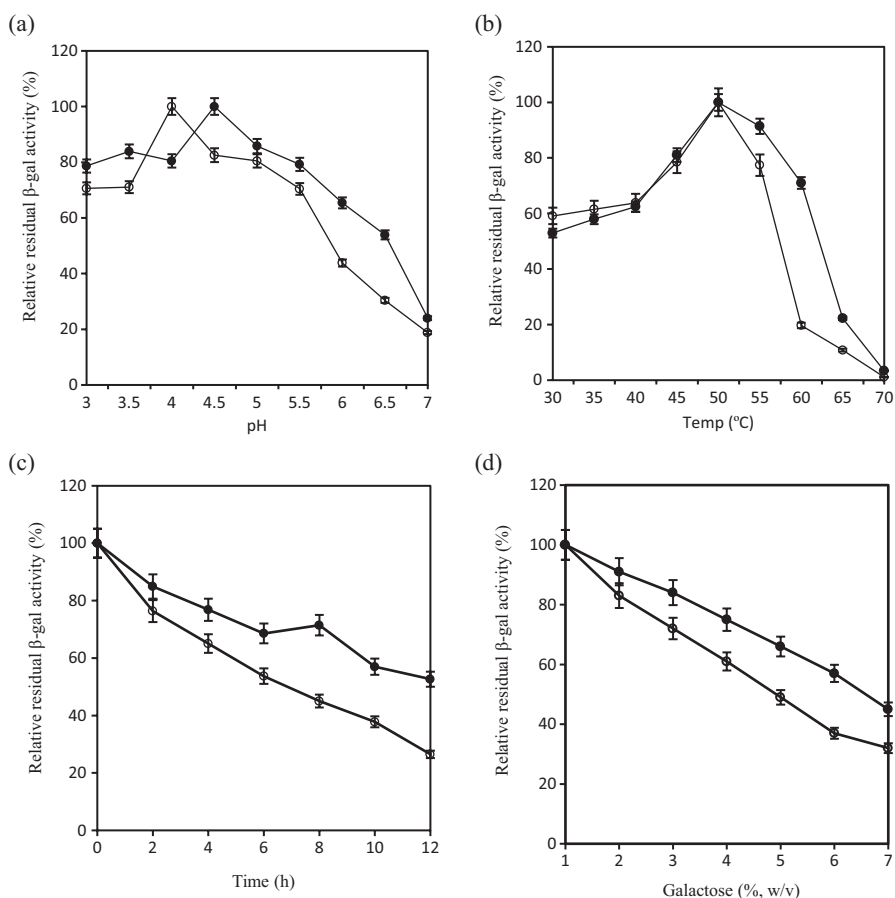 (a)
Relative residual β-gal activity (%)
120
100
80
60
40
20
0
3 3.5 4 4.5 5 5.5 6 6.5 7
pH
(b)
Relative residual β-gal activity (%)
120
100
80
60
40
20
0
30 35 40 45 50 55 60 65 70
Temp (ºC)
(c)
Relative residual β-gal activity (%)
120
100
80
60
40
20
0
0 2 4 6 8 10 12
Time (h)
(d)
Relative residual β-gal activity (%)
120
100
80
60
40
20
0
1 2 3 4 5 6 7
Galactose (%, w/v)